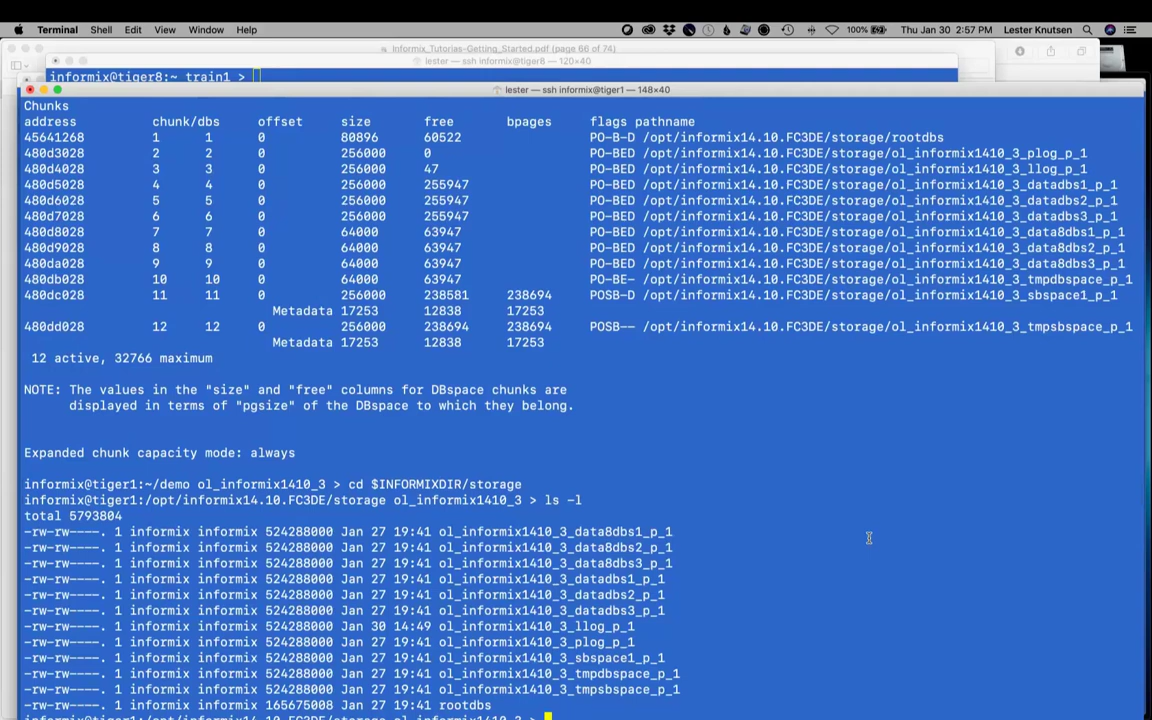 Terminal Shell Edit View Window Help 100% Thu Jan 30 2:57 PM Lester Knutsen
Informix_Tutorias-Getting_Started.pdf (page 66 of 74)
lester — ssh informix@tiger8 — 120×40
informix@tiger8:~ train1 >
lester — ssh informix@tiger1 — 148×40
Chunks
address chunk/dbs offset size free bpages flags pathname
45641268 1 1 0 80896 60522 PO-B-D /opt/informix14.10.FC3DE/storage/rootdbs
480d3028 2 2 0 256000 0 PO-BED /opt/informix14.10.FC3DE/storage/ol_informix1410_3_plog_p_1
480d4028 3 3 0 256000 47 PO-BED /opt/informix14.10.FC3DE/storage/ol_informix1410_3_llog_p_1
480d5028 4 4 0 256000 255947 PO-BED /opt/informix14.10.FC3DE/storage/ol_informix1410_3_datadbs1_p_1
480d6028 5 5 0 256000 255947 PO-BED /opt/informix14.10.FC3DE/storage/ol_informix1410_3_datadbs2_p_1
480d7028 6 6 0 256000 255947 PO-BED /opt/informix14.10.FC3DE/storage/ol_informix1410_3_datadbs3_p_1
480d8028 7 7 0 64000 63947 PO-BED /opt/informix14.10.FC3DE/storage/ol_informix1410_3_data8dbs1_p_1
480d9028 8 8 0 64000 63947 PO-BED /opt/informix14.10.FC3DE/storage/ol_informix1410_3_data8dbs2_p_1
480da028 9 9 0 64000 63947 PO-BED /opt/informix14.10.FC3DE/storage/ol_informix1410_3_data8dbs3_p_1
480db028 10 10 0 64000 63947 PO-BE- /opt/informix14.10.FC3DE/storage/ol_informix1410_3_tmpdbspace_p_1
480dc028 11 11 0 256000 238581 238694 POSB-D /opt/informix14.10.FC3DE/storage/ol_informix1410_3_sbspace1_p_1
Metadata 17253 12838 17253
480dd028 12 12 0 256000 238694 238694 POSB-- /opt/informix14.10.FC3DE/storage/ol_informix1410_3_tmpsbspace_p_1
Metadata 17253 12838 17253
12 active, 32766 maximum
NOTE: The values in the "size" and "free" columns for DBspace chunks are
displayed in terms of "pgsize" of the DBspace to which they belong.
Expanded chunk capacity mode: always
informix@tiger1:~/demo ol_informix1410_3 > cd $INFORMIXDIR/storage
informix@tiger1:/opt/informix14.10.FC3DE/storage ol_informix1410_3 > ls -l
total 5793804
-rw-rw----. 1 informix informix 524288000 Jan 27 19:41 ol_informix1410_3_data8dbs1_p_1
-rw-rw----. 1 informix informix 524288000 Jan 27 19:41 ol_informix1410_3_data8dbs2_p_1
-rw-rw----. 1 informix informix 524288000 Jan 27 19:41 ol_informix1410_3_data8dbs3_p_1
-rw-rw----. 1 informix informix 524288000 Jan 27 19:41 ol_informix1410_3_datadbs1_p_1
-rw-rw----. 1 informix informix 524288000 Jan 27 19:41 ol_informix1410_3_datadbs2_p_1
-rw-rw----. 1 informix informix 524288000 Jan 27 19:41 ol_informix1410_3_datadbs3_p_1
-rw-rw----. 1 informix informix 524288000 Jan 30 14:49 ol_informix1410_3_llog_p_1
-rw-rw----. 1 informix informix 524288000 Jan 27 19:41 ol_informix1410_3_plog_p_1
-rw-rw----. 1 informix informix 524288000 Jan 27 19:41 ol_informix1410_3_sbspace1_p_1
-rw-rw----. 1 informix informix 524288000 Jan 27 19:41 ol_informix1410_3_tmpdbspace_p_1
-rw-rw----. 1 informix informix 524288000 Jan 27 19:41 ol_informix1410_3_tmpsbspace_p_1
-rw-rw----. 1 informix informix 165675008 Jan 27 19:41 rootdbs
informix@tiger1:/opt/informix14.10.FC3DE/storage ol_informix1410_3 >